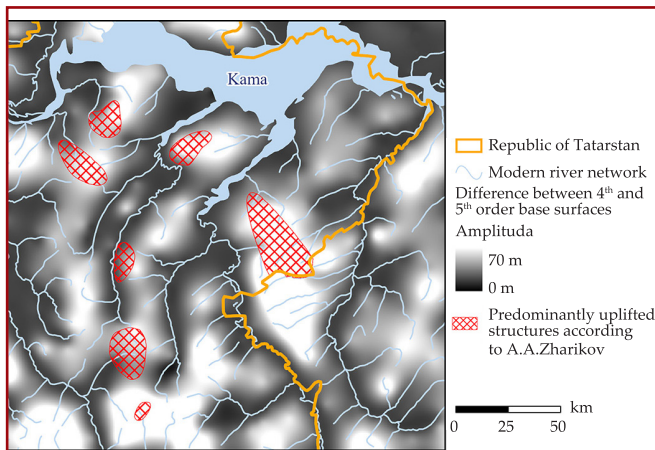 Kama
Republic of Tatarstan
Modern river network
Difference between 4th and
5th order base surfaces
Amplituda
70 m
0 m
Predominantly uplifted
structures according
to A.A.Zharikov
km
0 25 50